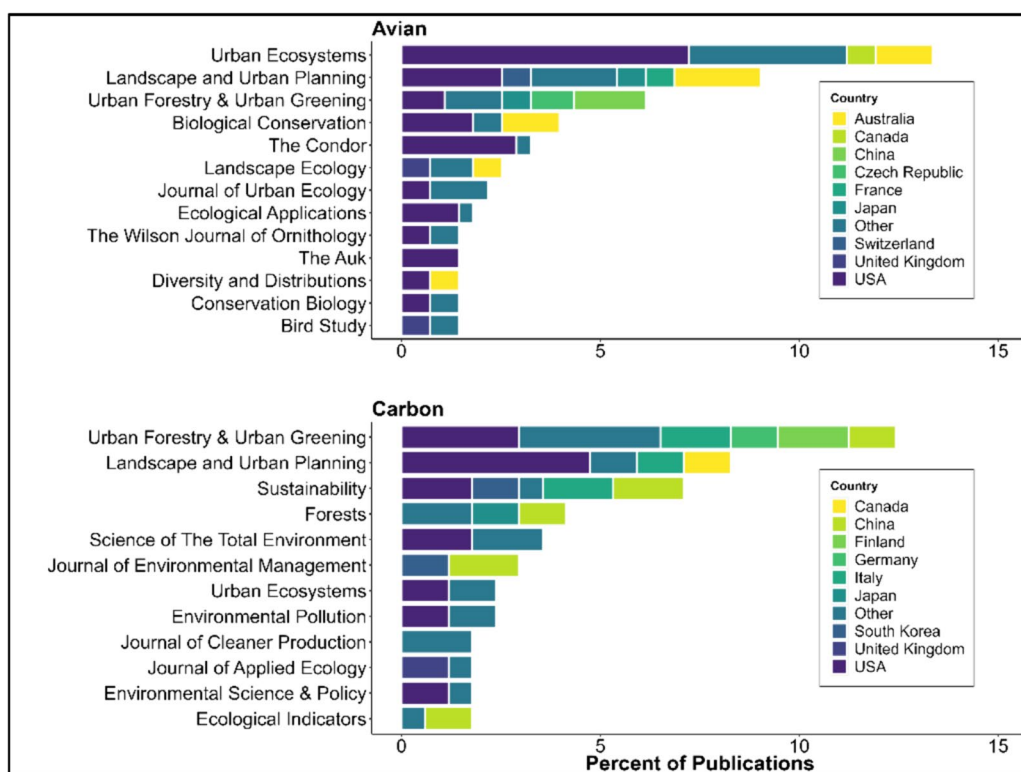 Avian
Urban Ecosystems
Landscape and Urban Planning
Urban Forestry & Urban Greening
Biological Conservation
The Condor
Landscape Ecology
Journal of Urban Ecology
Ecological Applications
The Wilson Journal of Ornithology
The Auk
Diversity and Distributions
Conservation Biology
Bird Study
0 5 10 15
Country
Australia
Canada
China
Czech Republic
France
Japan
Other
Switzerland
United Kingdom
USA
Carbon
Urban Forestry & Urban Greening
Landscape and Urban Planning
Sustainability
Forests
Science of The Total Environment
Journal of Environmental Management
Urban Ecosystems
Environmental Pollution
Journal of Cleaner Production
Journal of Applied Ecology
Environmental Science & Policy
Ecological Indicators
0 5 10 15
Percent of Publications
Country
Canada
China
Finland
Germany
Italy
Japan
Other
South Korea
United Kingdom
USA